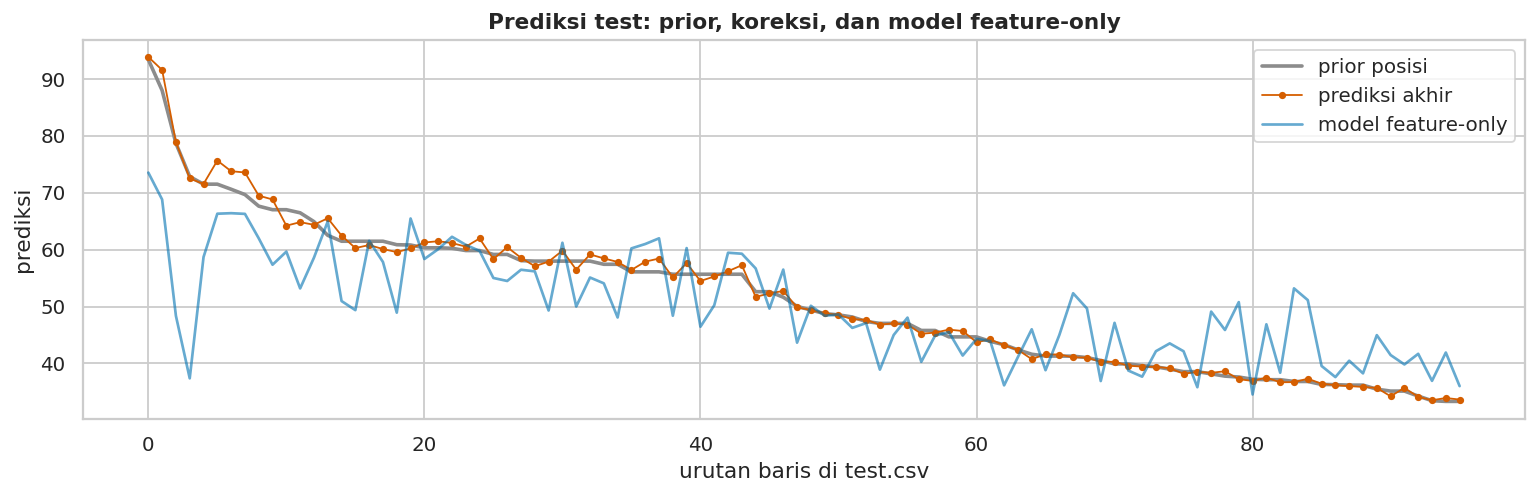 Prediksi test: prior, koreksi, dan model feature-only
prediksi
90
80
70
60
50
40
prior posisi
prediksi akhir
model feature-only
0
20
40
60
80
urutan baris di test.csv